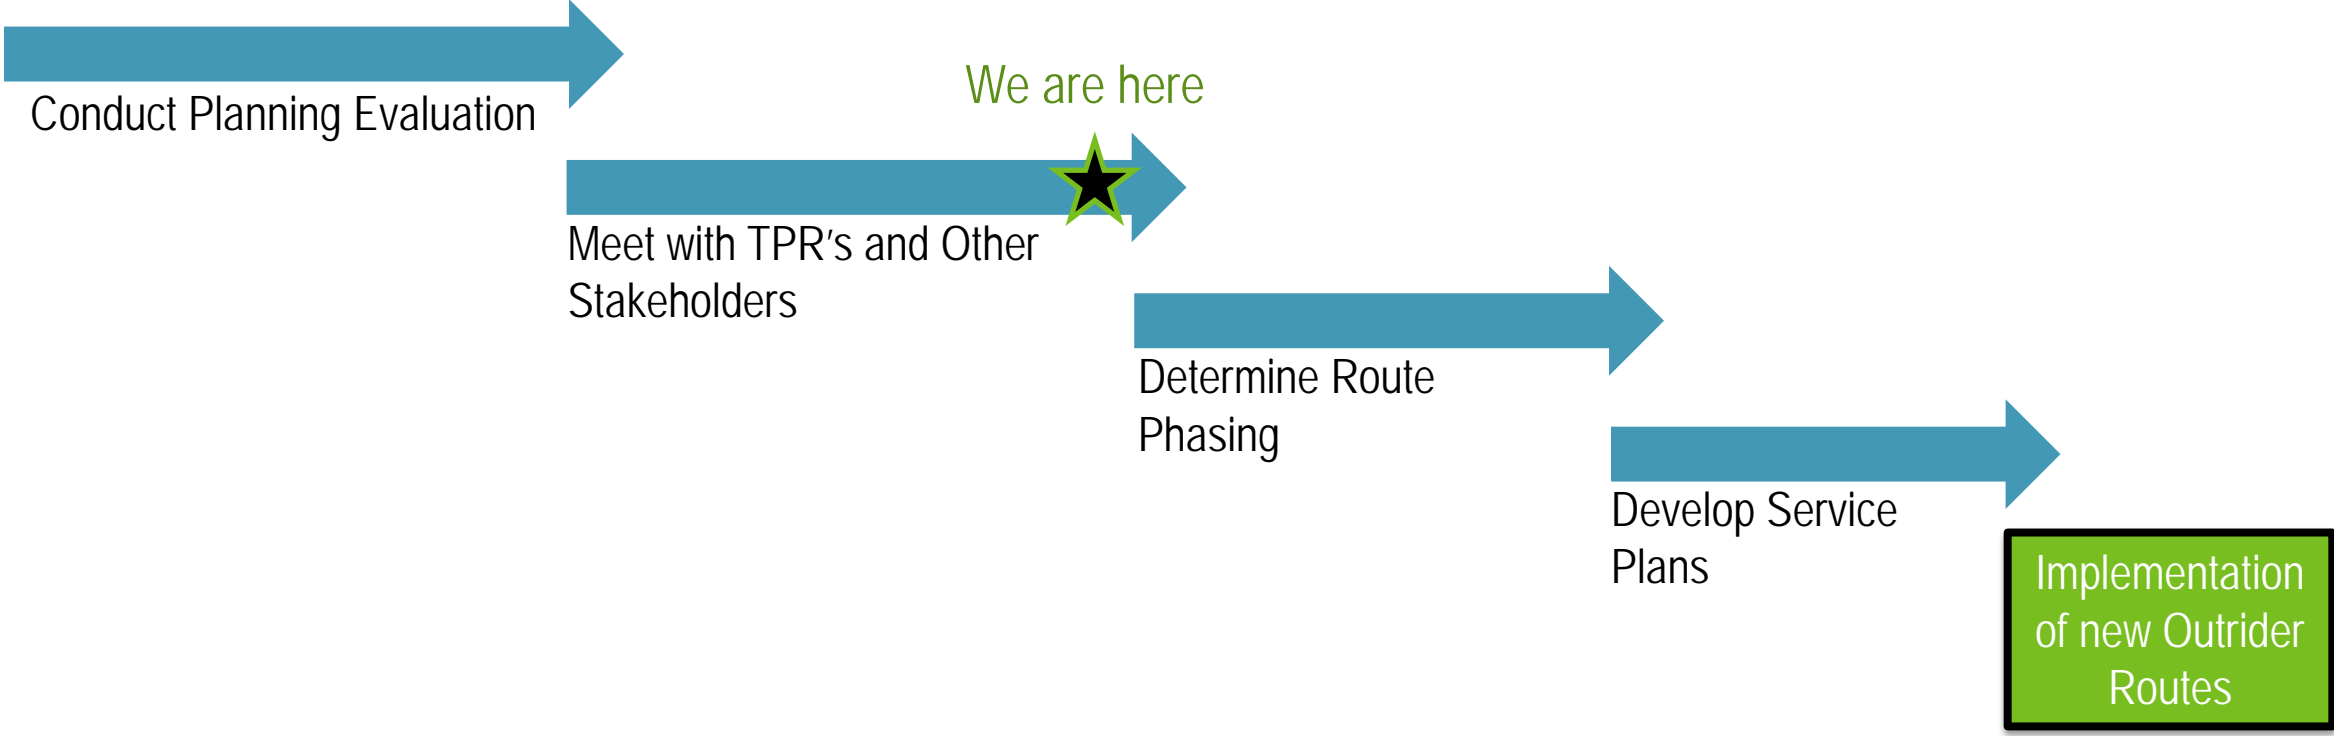 Conduct Planning Evaluation
We are here
Meet with TPR's and Other
Stakeholders
Determine Route
Phasing
Develop Service
Plans
Implementation
of new Outrider
Routes